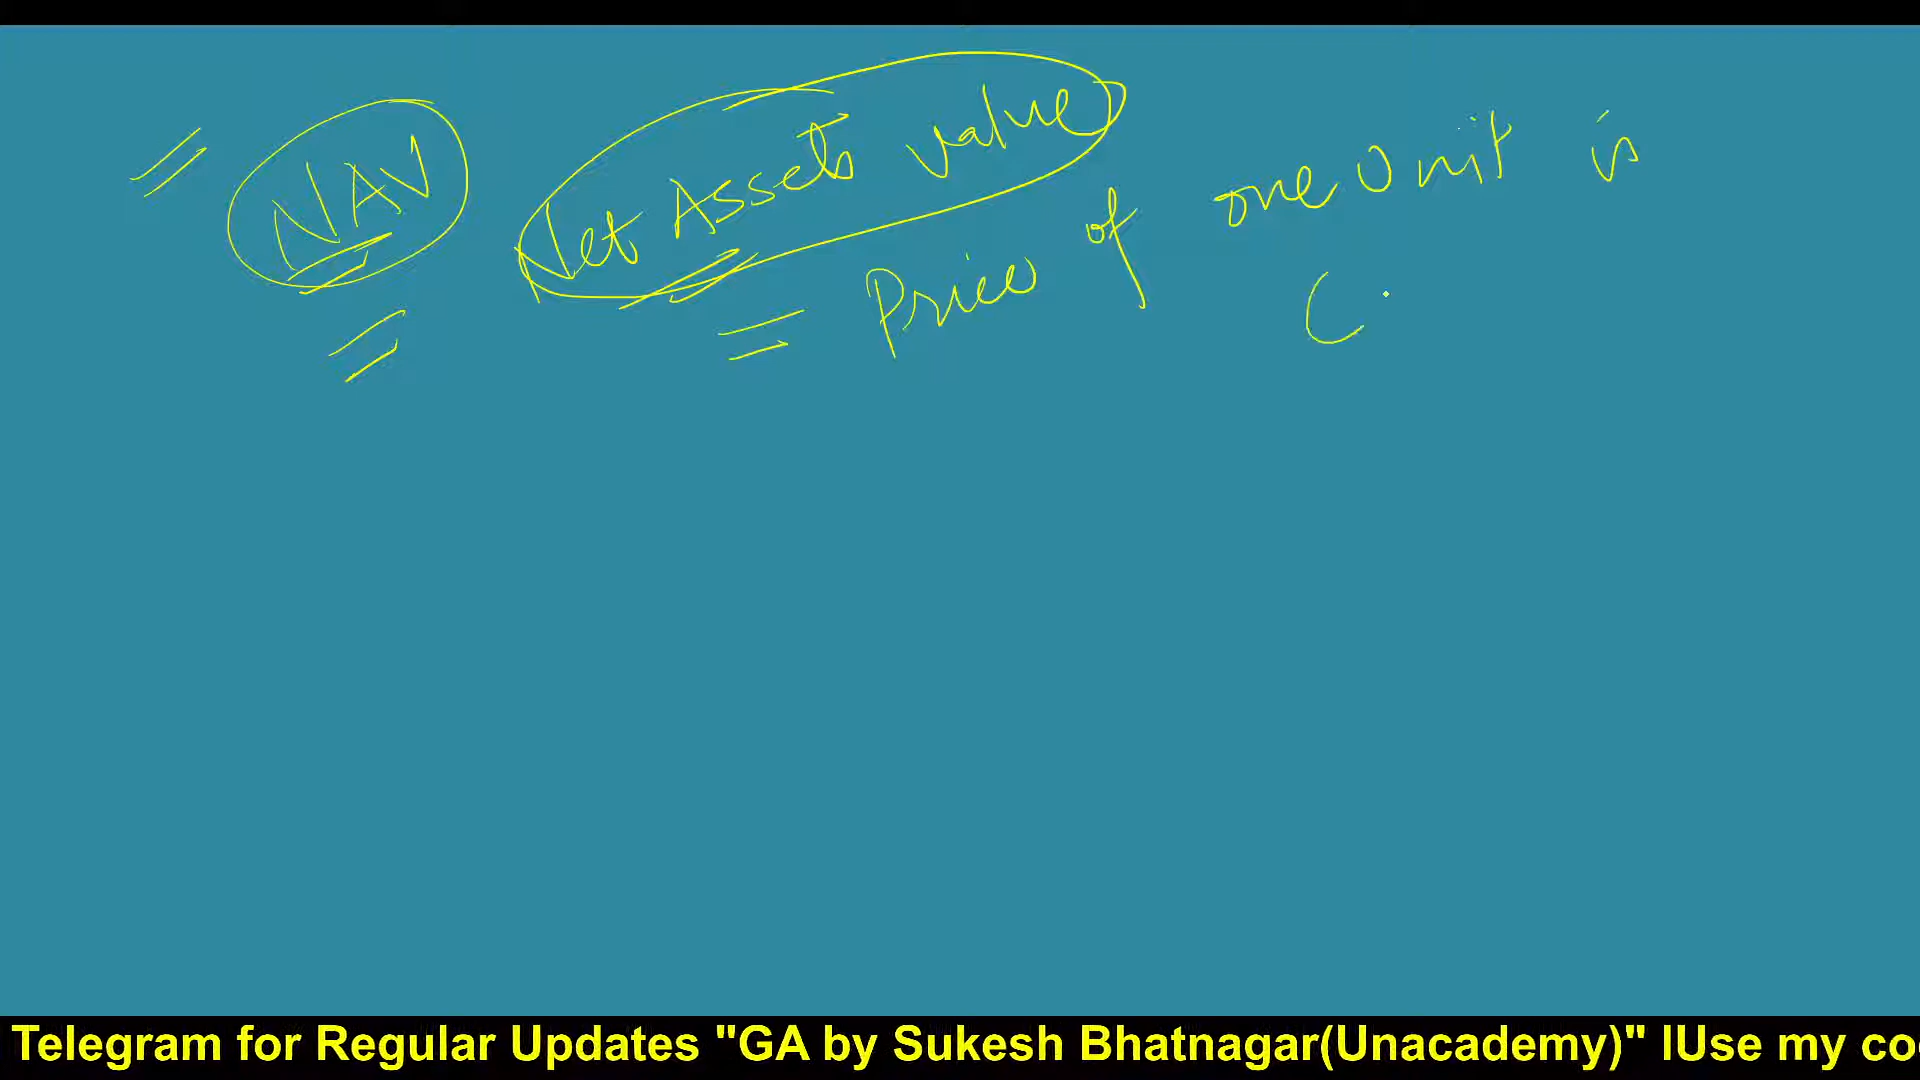 = NAV Net Assets value
= = Price of one Unit is
(
Telegram for Regular Updates "GA by Sukesh Bhatnagar(Unacademy)" lUse my co